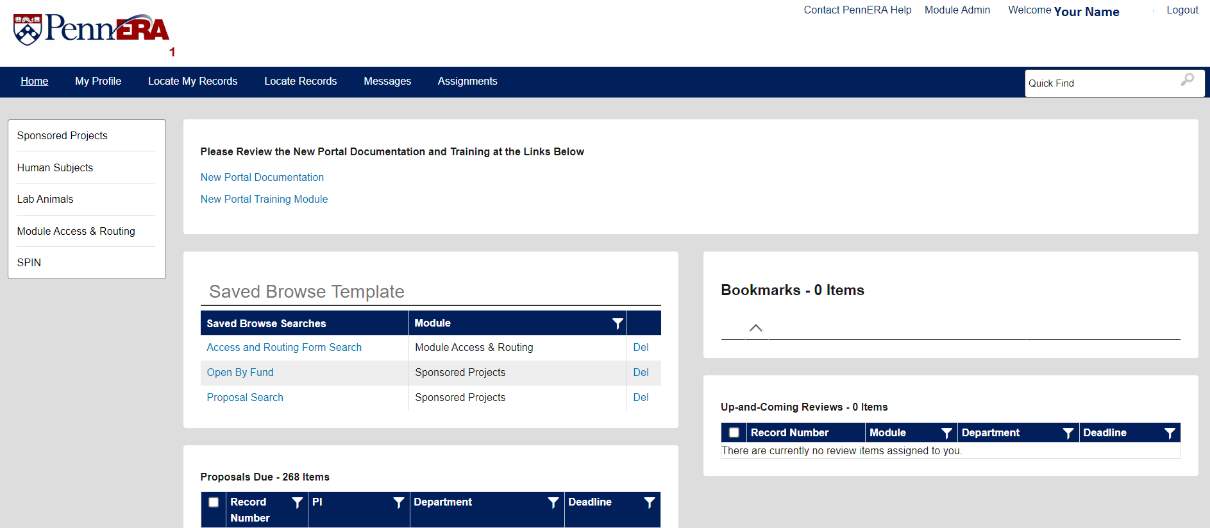 PennERA
1
Contact PennERA Help Module Admin Welcome Your Name Logout
Home My Profile Locate My Records Locate Records Messages Assignments Quick Find
Sponsored Projects
Human Subjects
Lab Animals
Module Access & Routing
SPIN
Please Review the New Portal Documentation and Training at the Links Below
New Portal Documentation
New Portal Training Module
Saved Browse Template
Saved Browse Searches Module
Access and Routing Form Search Module Access & Routing Del
Open By Fund Sponsored Projects Del
Proposal Search Sponsored Projects Del
Proposals Due - 268 Items
Record PI Department Deadline
Number
Bookmarks - 0 Items
Up-and-Coming Reviews - 0 Items
Record Number Module Department Deadline
There are currently no review items assigned to you.